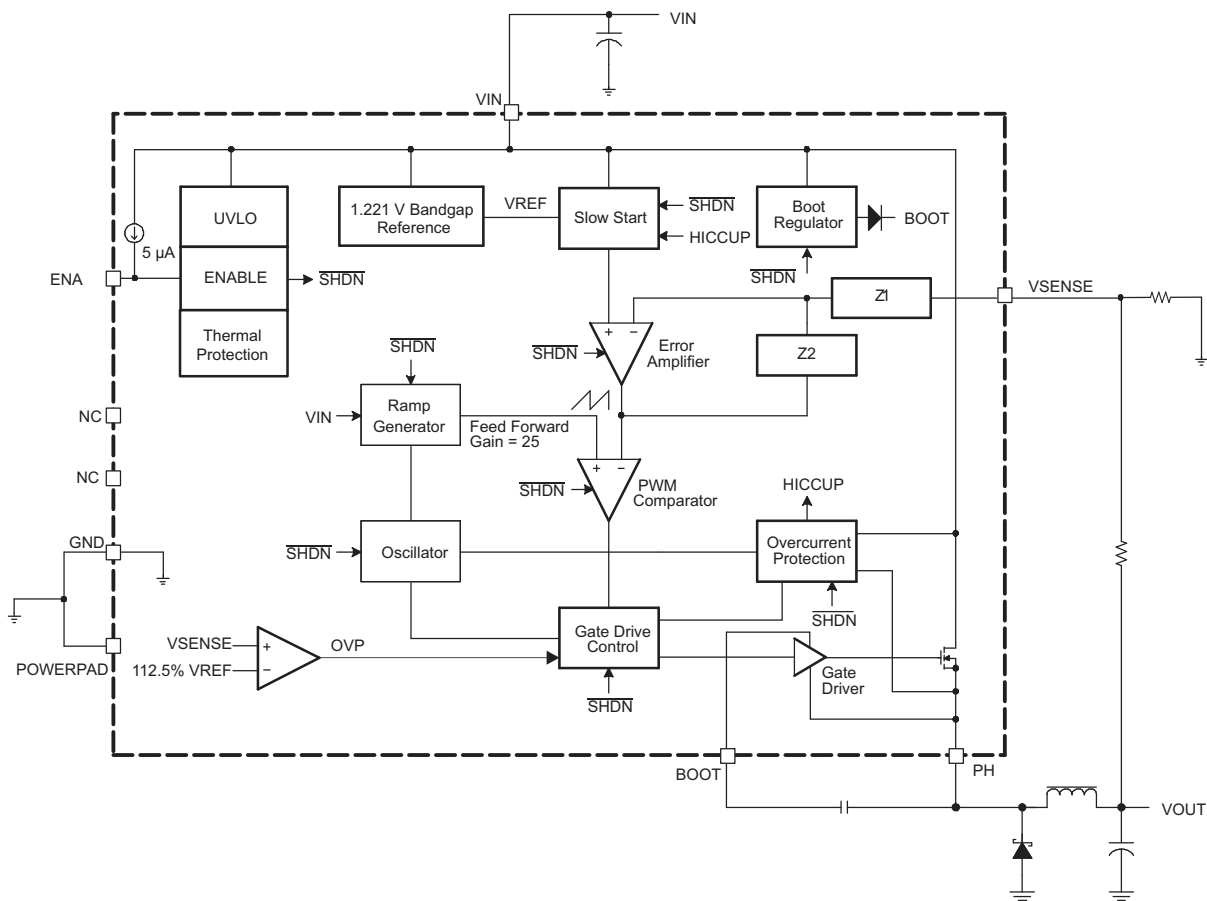 VIN
VIN
UVLO
1.221 V Bandgap
Reference
VREF
Slow Start
SHDN
HICCUP
Boot
Regulator
BOOT
5 µA
ENA
ENABLE
SHDN
SHDN
Z1
VSENSE
Thermal
Protection
SHDN
+
−
Error
Amplifier
Z2
SHDN
NC
VIN
Ramp
Generator
Feed Forward
Gain = 25
NC
SHDN
+
−
PWM
Comparator
HICCUP
GND
SHDN
Oscillator
Overcurrent
Protection
SHDN
POWERPAD
VSENSE
112.5% VREF
+
−
OVP
Gate Drive
Control
SHDN
Gate
Driver
BOOT
PH
VOUT